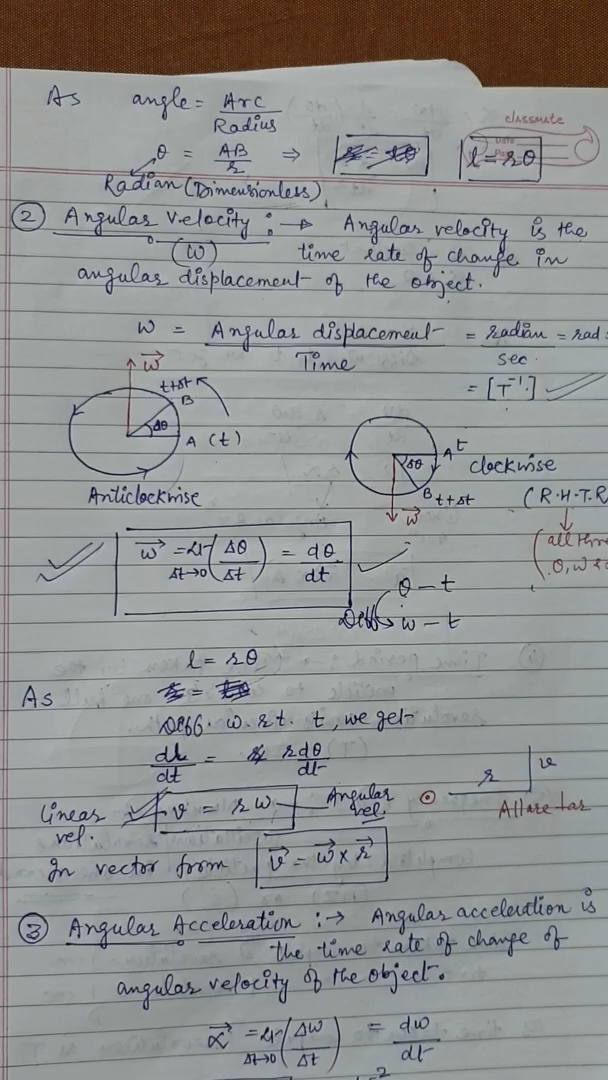 As angle = Arc / Radius
classmate
Date
θ = AB / r ⇒ l = rθ
Radian (Dimensionless)
② Angular velocity :→ Angular velocity is the
(ω) time rate of change in
angular displacement of the object.
ω = Angular displacement / Time = radian / sec. = rad
= [T⁻¹]
ω⃗
t+Δt
B
Δθ
A (t)
Anticlockwise
A t
Δθ
clockwise
B t+Δt
ω⃗
(R.H.T.R
ω⃗ = Lt Δt→0 (Δθ/Δt) = dθ/dt
θ - t
Diff → ω - t
l = rθ
As
Diff. w.r.t. t, we get
dl/dt = r dθ/dt
Linear vel. ← v = rω → Angular vel.
r v
All are
In vector from v⃗ = ω⃗ × r⃗
③ Angular Acceleration :→ Angular acceleration is
the time rate of change of
angular velocity of the object.
α⃗ = Lt Δt→0 (Δω/Δt) = dω/dt